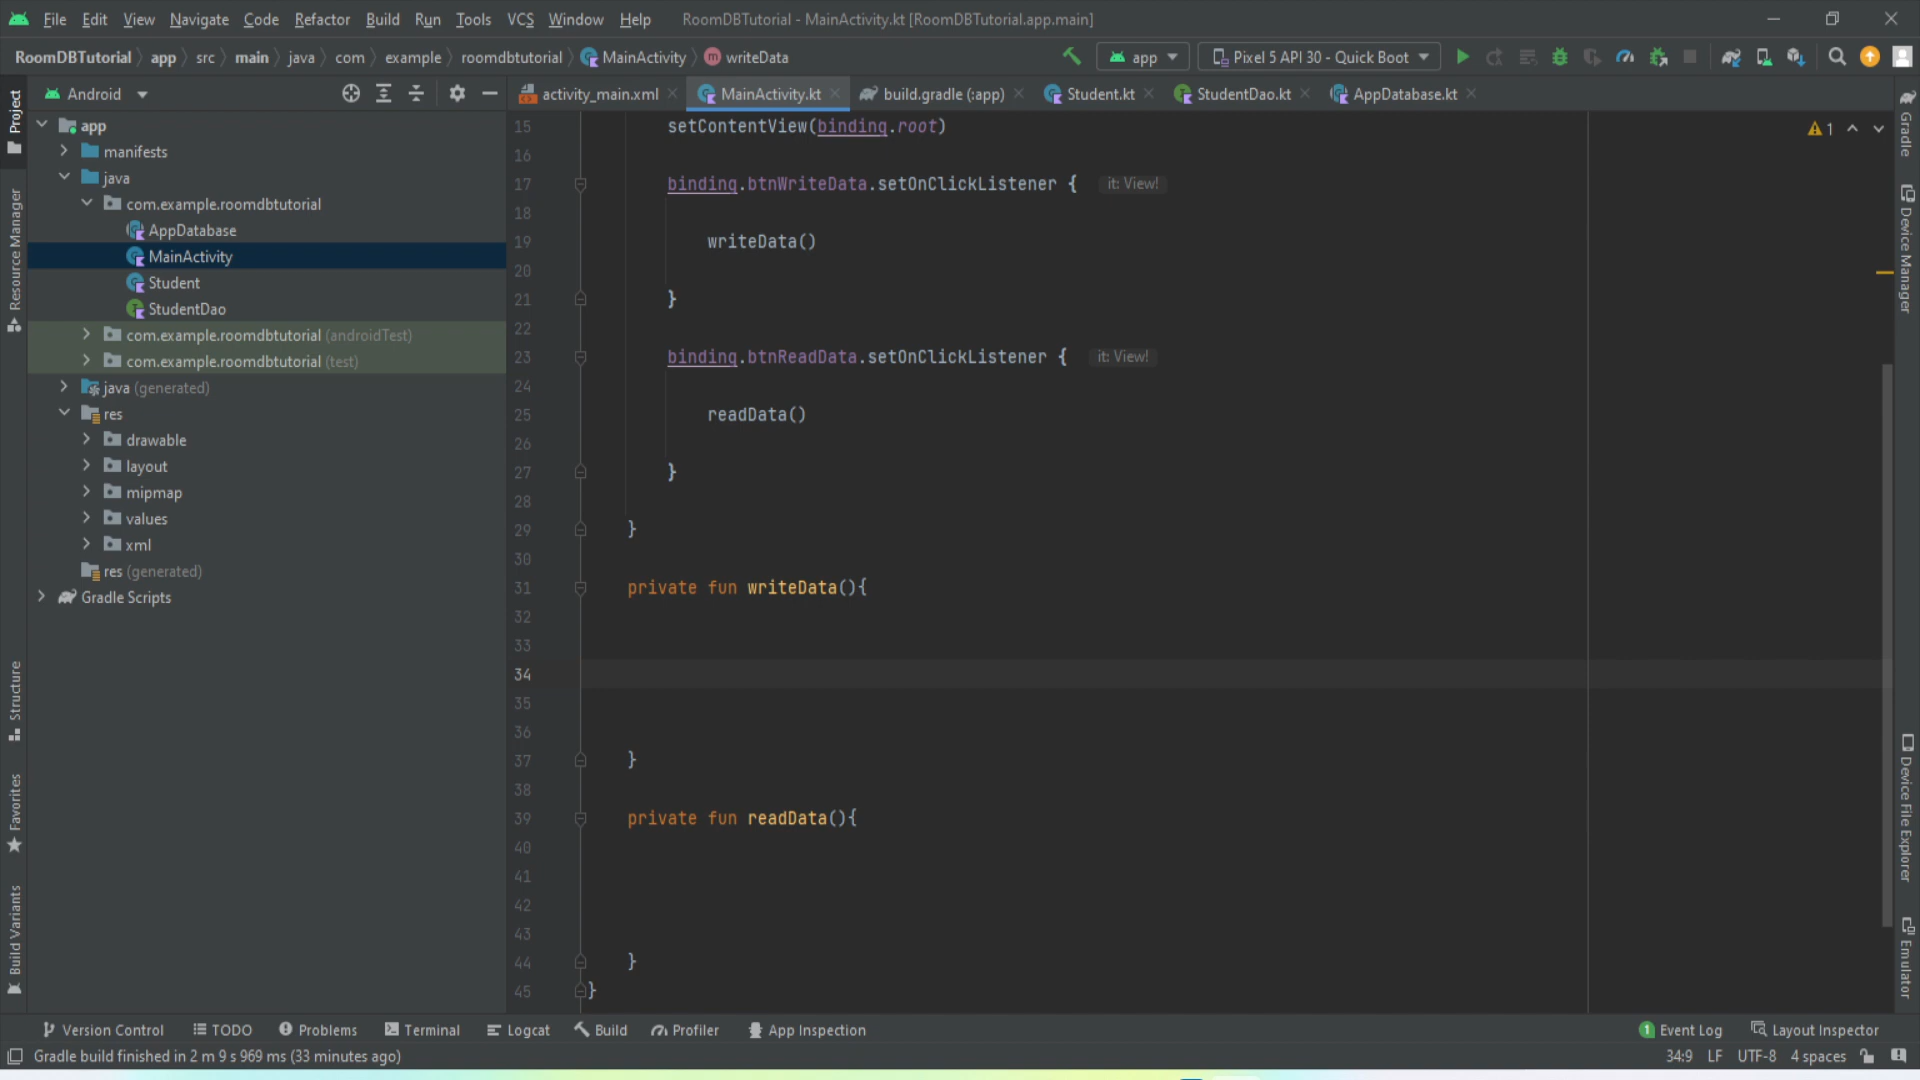 File Edit View Navigate Code Refactor Build Run Tools VCS Window Help RoomDBTutorial - MainActivity.kt [RoomDBTutorial.app.main]
RoomDBTutorial app src main java com example roomdbtutorial MainActivity writeData app Pixel 5 API 30 - Quick Boot
Android
activity_main.xml MainActivity.kt build.gradle (:app) Student.kt StudentDao.kt AppDatabase.kt
Project
Resource Manager
Structure
Favorites
Build Variants
app
manifests
java
com.example.roomdbtutorial
AppDatabase
MainActivity
Student
StudentDao
com.example.roomdbtutorial (androidTest)
com.example.roomdbtutorial (test)
java (generated)
res
drawable
layout
mipmap
values
xml
res (generated)
Gradle Scripts
15 setContentView(binding.root)
16
17 binding.btnWriteData.setOnClickListener { it: View!
18
19 writeData()
20
21 }
22
23 binding.btnReadData.setOnClickListener { it: View!
24
25 readData()
26
27 }
28
29 }
30
31 private fun writeData(){
32
33
34
35
36
37 }
38
39 private fun readData(){
40
41
42
43
44 }
45 }
1
Gradle
Device Manager
Device File Explorer
Emulator
Version Control TODO Problems Terminal Logcat Build Profiler App Inspection 1 Event Log Layout Inspector
Gradle build finished in 2 m 9 s 969 ms (33 minutes ago) 34:9 LF UTF-8 4 spaces